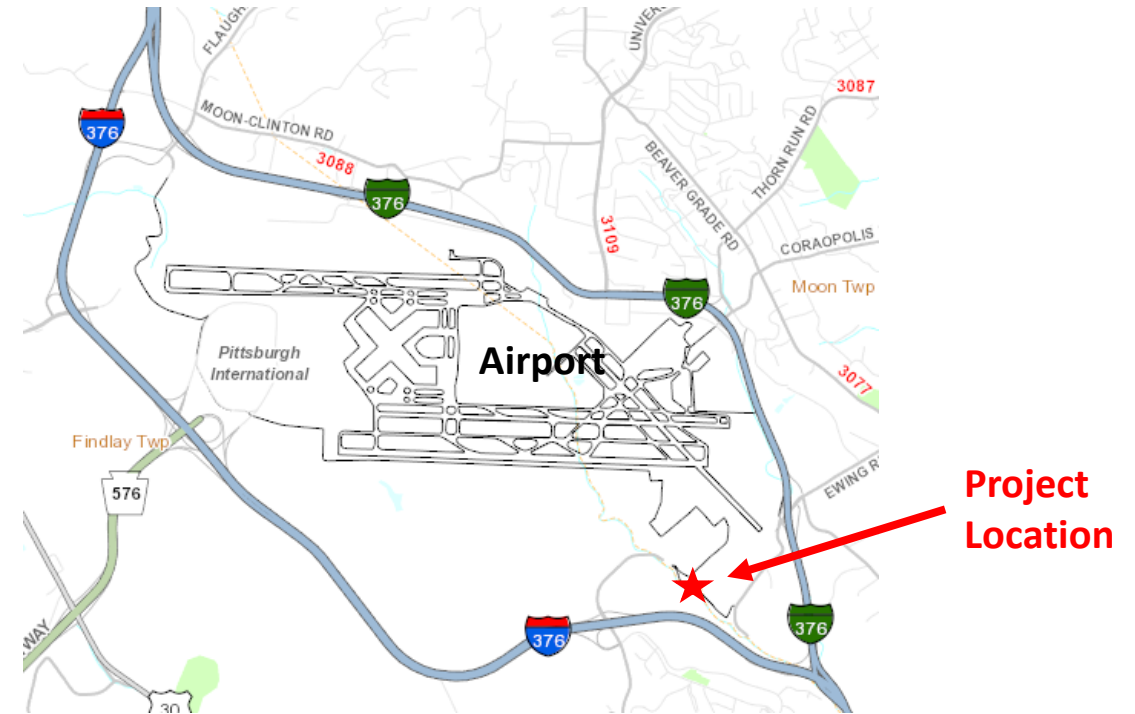 FLAUGH
UNIVER
3087
376
MOON-CLINTON RD
THORN RUN RD
BEAVER GRADE RD
3088
376
3109
CORAOPOLIS
Moon Twp
376
Pittsburgh
International
Airport
3077
Findlay Twp
EWING R
576
Project
Location
WAY
376
376
30